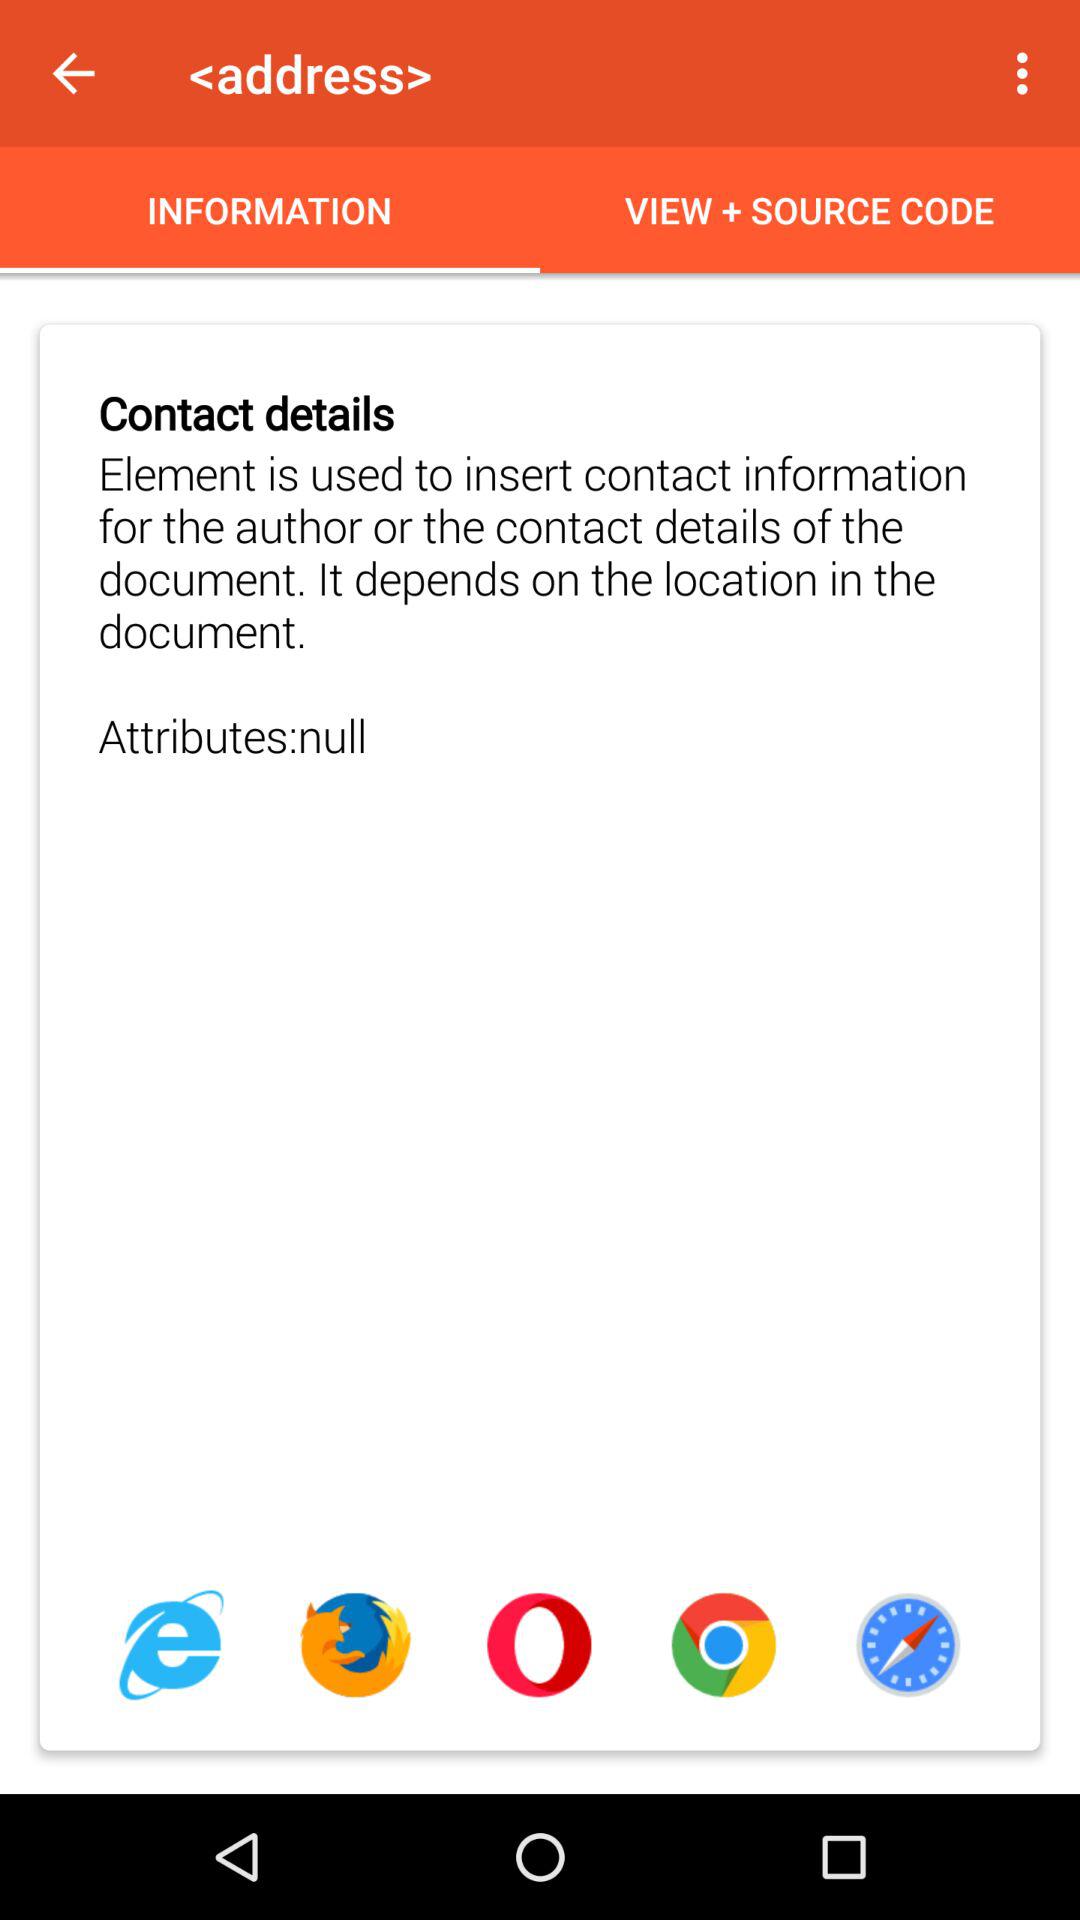 <address>
INFORMATION
VIEW + SOURCE CODE
Contact details
Element is used to insert contact information
for the author or the contact details of the
document. It depends on the location in the
document.
Attributes:null